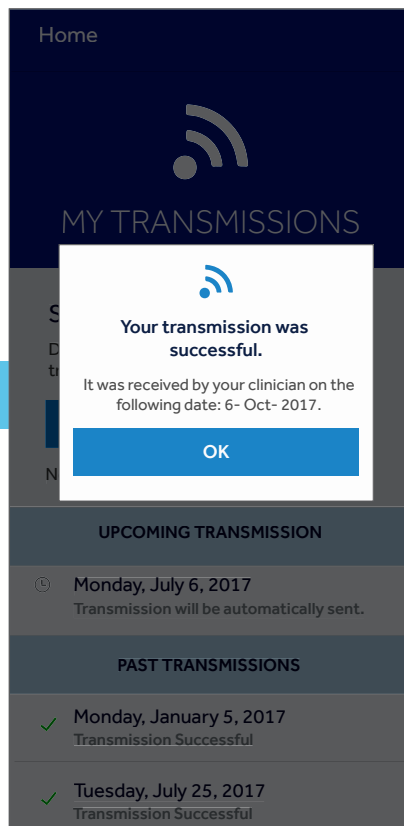 Home
MY TRANSMISSIONS
Your transmission was
successful.
It was received by your clinician on the
following date: 6- Oct- 2017.
OK
UPCOMING TRANSMISSION
Monday, July 6, 2017
Transmission will be automatically sent.
PAST TRANSMISSIONS
Monday, January 5, 2017
Transmission Successful
Tuesday, July 25, 2017
Transmission Successful